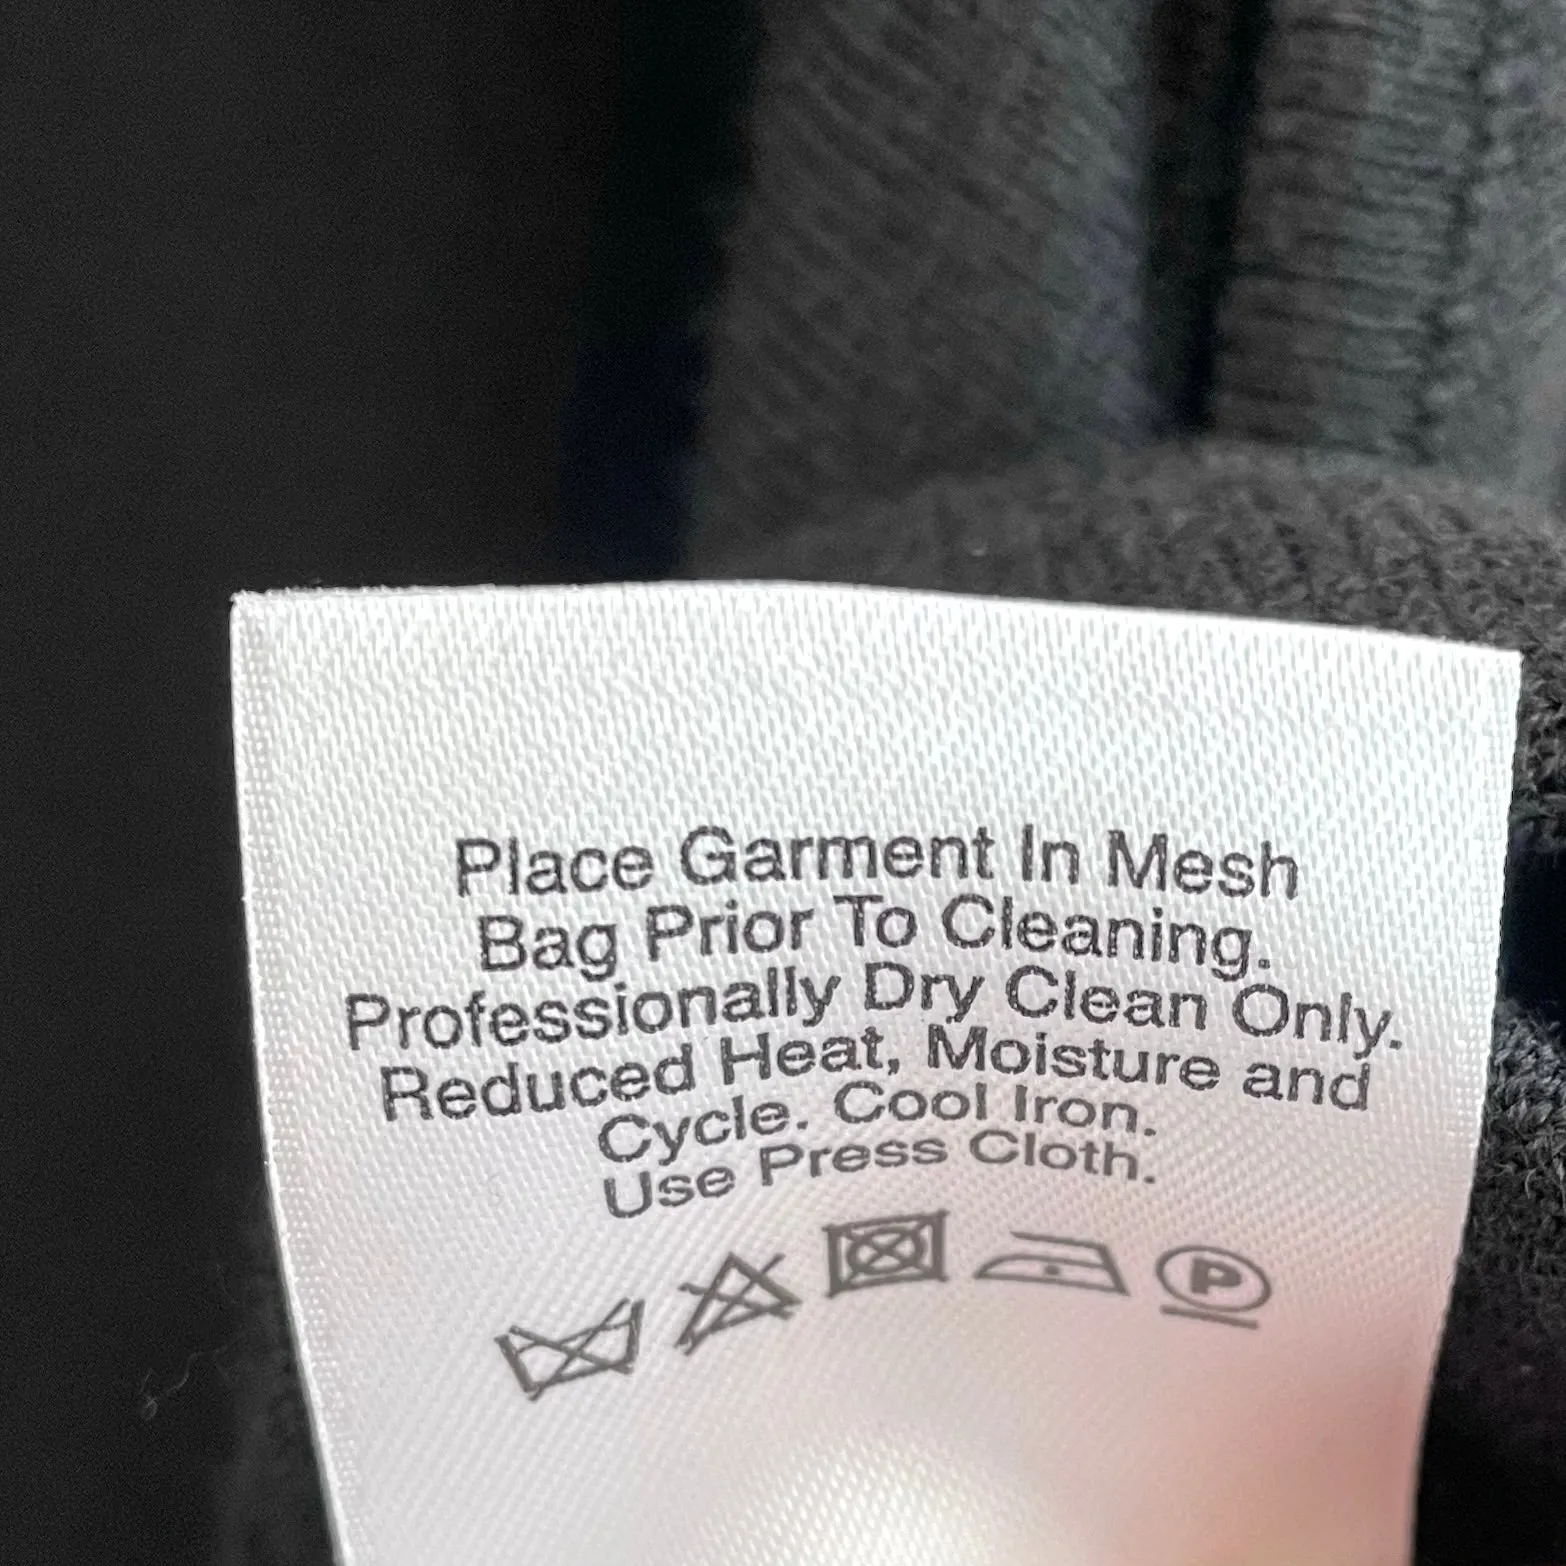 Place Garment In Mesh
Bag Prior To Cleaning.
Professionally Dry Clean Only.
Reduced Heat, Moisture and
Cycle. Cool Iron.
Use Press Cloth.
P